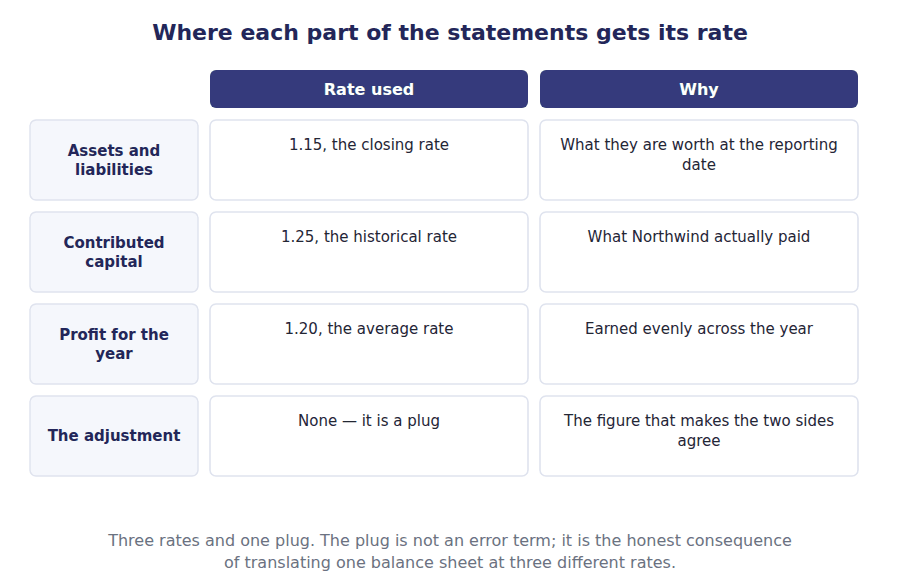 Where each part of the statements gets its rate
Rate used
Why
Assets and
liabilities
1.15, the closing rate
What they are worth at the reporting
date
Contributed
capital
1.25, the historical rate
What Northwind actually paid
Profit for the
year
1.20, the average rate
Earned evenly across the year
The adjustment
None — it is a plug
The figure that makes the two sides
agree
Three rates and one plug. The plug is not an error term; it is the honest consequence
of translating one balance sheet at three different rates.